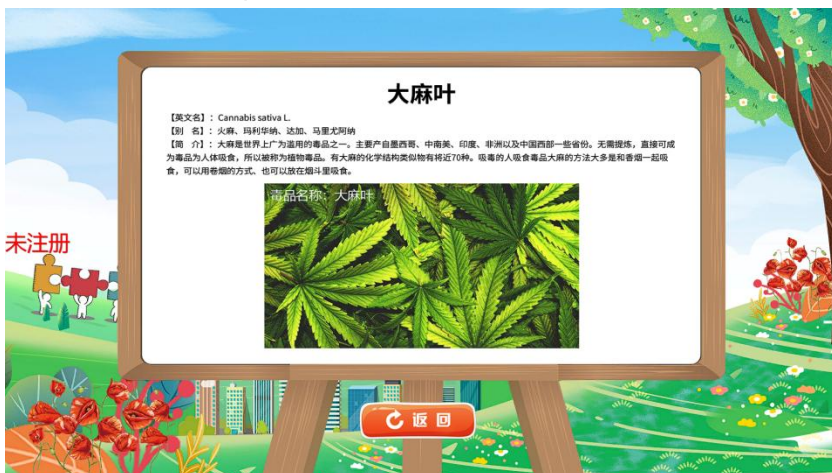 大麻叶
【英文名】：Cannabis sativa L.
【别 名】：火麻、玛利华纳、达加、马里尤阿纳
【简 介】：大麻是世界上广为滥用的毒品之一。主要产自墨西哥、中南美、印度、非洲以及中国西部一些省份。无需提炼，直接可成
为毒品为人体吸食，所以被称为植物毒品。有大麻的化学结构类似物有将近70种。吸毒的人吸食毒品大麻的方法大多是和香烟一起吸
食，可以用卷烟的方式、也可以放在烟斗里吸食。
毒品名称：大麻叶
未注册
返回